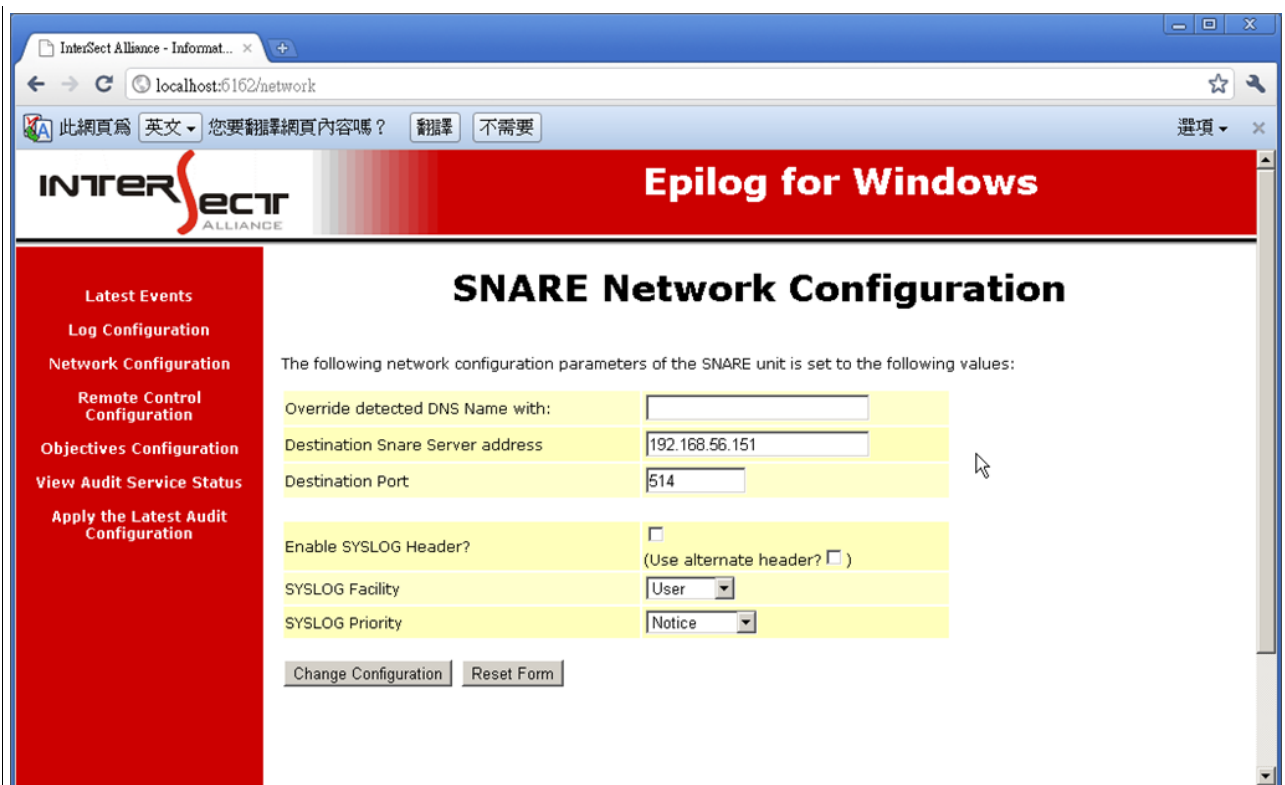 InterSect Alliance - Informat...
localhost:6162/network
此網頁為 英文 您要翻譯網頁內容嗎？ 翻譯 不需要 選項
INTERSECT
ALLIANCE
Epilog for Windows
Latest Events
Log Configuration
Network Configuration
Remote Control
Configuration
Objectives Configuration
View Audit Service Status
Apply the Latest Audit
Configuration
SNARE Network Configuration
The following network configuration parameters of the SNARE unit is set to the following values:
Override detected DNS Name with:
Destination Snare Server address 192.168.56.151
Destination Port 514
Enable SYSLOG Header?
(Use alternate header? )
SYSLOG Facility User
SYSLOG Priority Notice
Change Configuration Reset Form